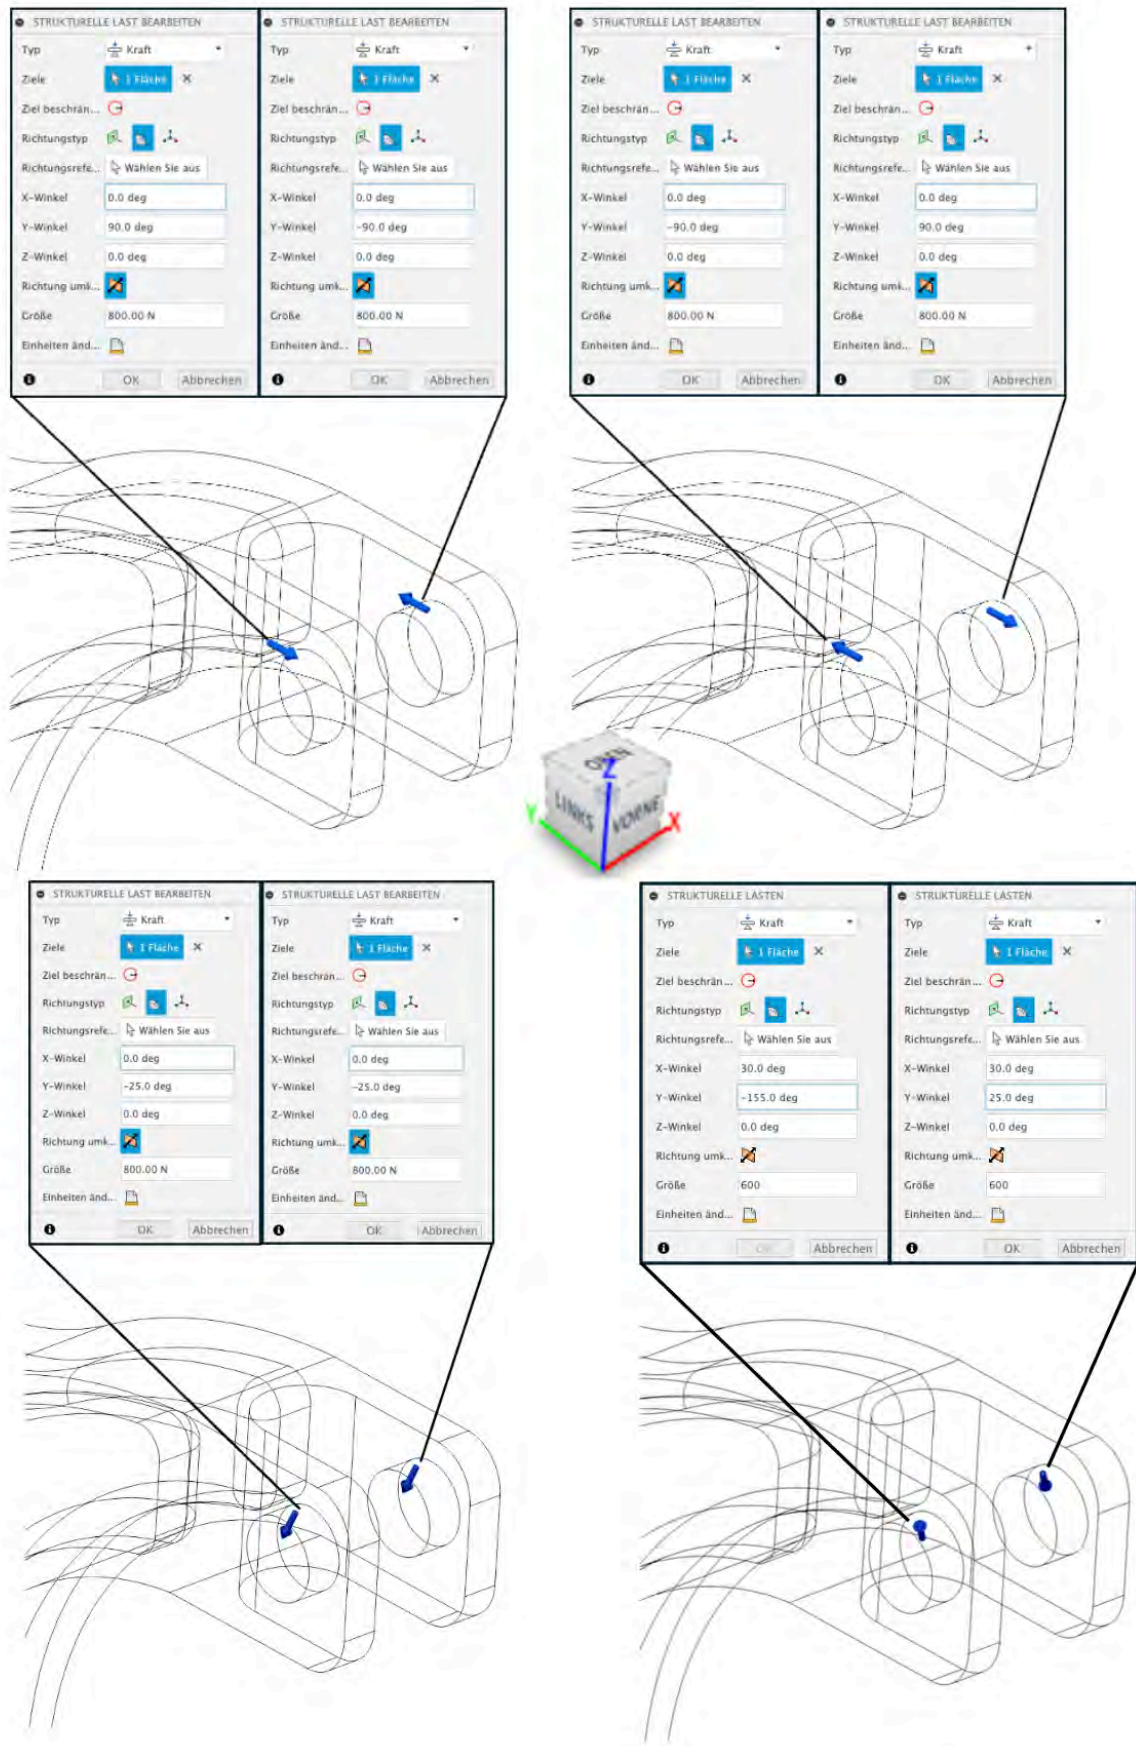 STRUKTURELLE LAST BEARBEITEN
Typ Kraft
Ziele 1 Fläche
Ziel beschrän...
Richtungstyp
Richtungsrefe... Wählen Sie aus
X-Winkel 0.0 deg
Y-Winkel 90.0 deg
Z-Winkel 0.0 deg
Richtung umk...
Größe 800.00 N
Einheiten änd...
OK Abbrechen
STRUKTURELLE LAST BEARBEITEN
Typ Kraft
Ziele 1 Fläche
Ziel beschrän...
Richtungstyp
Richtungsrefe... Wählen Sie aus
X-Winkel 0.0 deg
Y-Winkel -90.0 deg
Z-Winkel 0.0 deg
Richtung umk...
Größe 800.00 N
Einheiten änd...
OK Abbrechen
STRUKTURELLE LAST BEARBEITEN
Typ Kraft
Ziele 1 Fläche
Ziel beschrän...
Richtungstyp
Richtungsrefe... Wählen Sie aus
X-Winkel 0.0 deg
Y-Winkel -90.0 deg
Z-Winkel 0.0 deg
Richtung umk...
Größe 800.00 N
Einheiten änd...
OK Abbrechen
STRUKTURELLE LAST BEARBEITEN
Typ Kraft
Ziele 1 Fläche
Ziel beschrän...
Richtungstyp
Richtungsrefe... Wählen Sie aus
X-Winkel 0.0 deg
Y-Winkel 90.0 deg
Z-Winkel 0.0 deg
Richtung umk...
Größe 800.00 N
Einheiten änd...
OK Abbrechen
OBEN
Z
LINKS
VORNE
Y
X
STRUKTURELLE LAST BEARBEITEN
Typ Kraft
Ziele 1 Fläche
Ziel beschrän...
Richtungstyp
Richtungsrefe... Wählen Sie aus
X-Winkel 0.0 deg
Y-Winkel -25.0 deg
Z-Winkel 0.0 deg
Richtung umk...
Größe 800.00 N
Einheiten änd...
OK Abbrechen
STRUKTURELLE LAST BEARBEITEN
Typ Kraft
Ziele 1 Fläche
Ziel beschrän...
Richtungstyp
Richtungsrefe... Wählen Sie aus
X-Winkel 0.0 deg
Y-Winkel -25.0 deg
Z-Winkel 0.0 deg
Richtung umk...
Größe 800.00 N
Einheiten änd...
OK Abbrechen
STRUKTURELLE LASTEN
Typ Kraft
Ziele 1 Fläche
Ziel beschrän...
Richtungstyp
Richtungsrefe... Wählen Sie aus
X-Winkel 30.0 deg
Y-Winkel -155.0 deg
Z-Winkel 0.0 deg
Richtung umk...
Größe 600
Einheiten änd...
OK Abbrechen
STRUKTURELLE LASTEN
Typ Kraft
Ziele 1 Fläche
Ziel beschrän...
Richtungstyp
Richtungsrefe... Wählen Sie aus
X-Winkel 30.0 deg
Y-Winkel 25.0 deg
Z-Winkel 0.0 deg
Richtung umk...
Größe 600
Einheiten änd...
OK Abbrechen